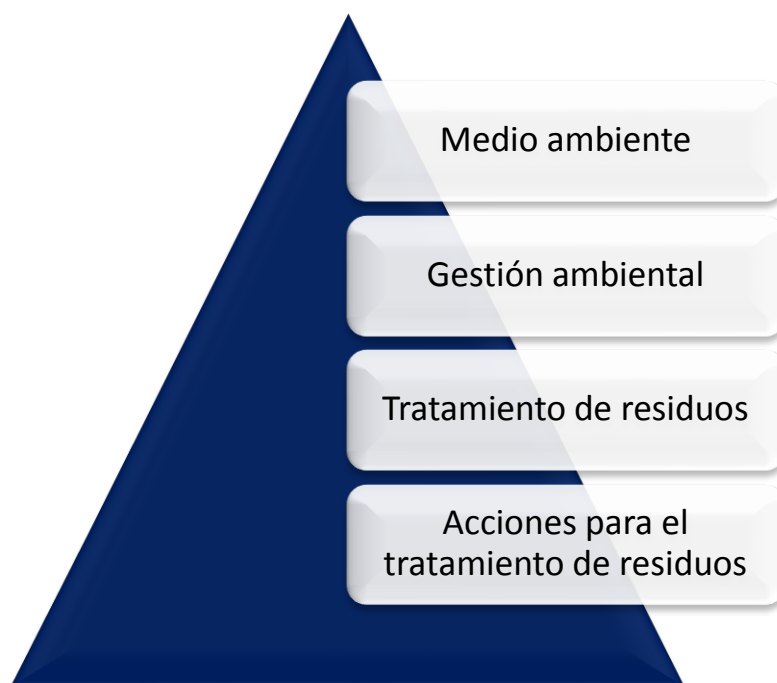 Medio ambiente
Gestión ambiental
Tratamiento de residuos
Acciones para el
tratamiento de residuos